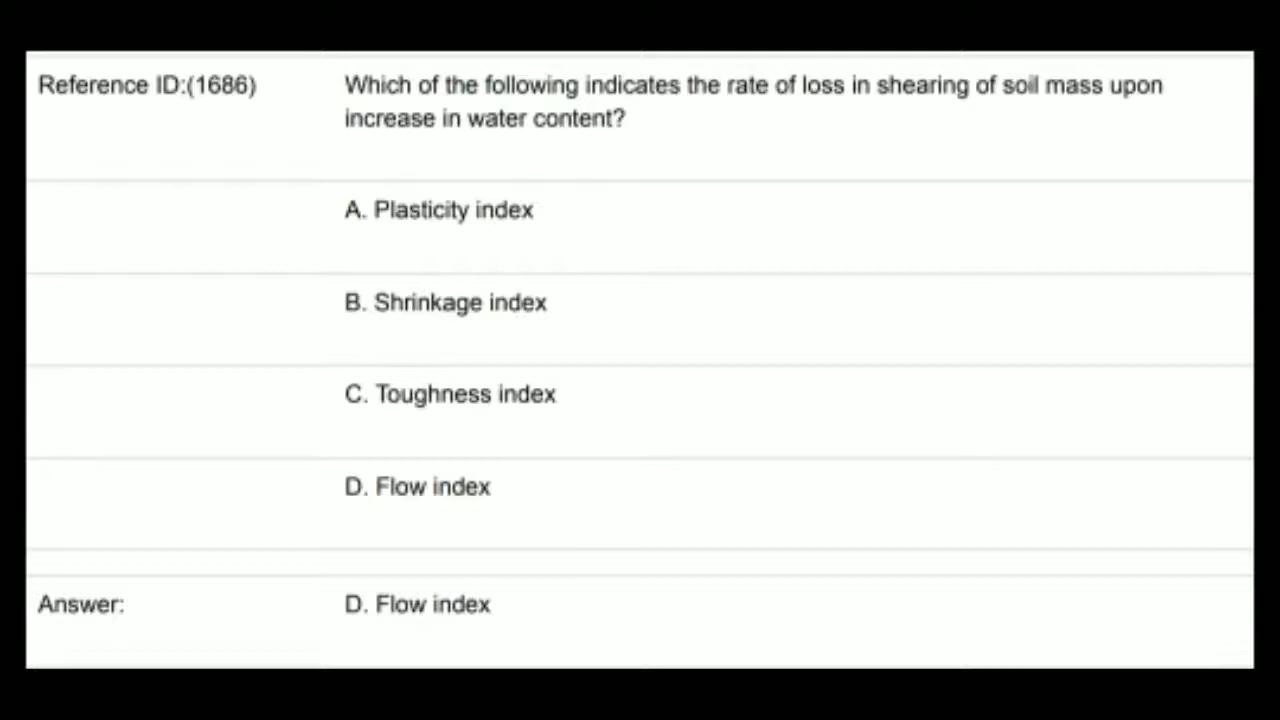 Reference ID:(1686)
Which of the following indicates the rate of loss in shearing of soil mass upon
increase in water content?
A. Plasticity index
B. Shrinkage index
C. Toughness index
D. Flow index
Answer:
D. Flow index